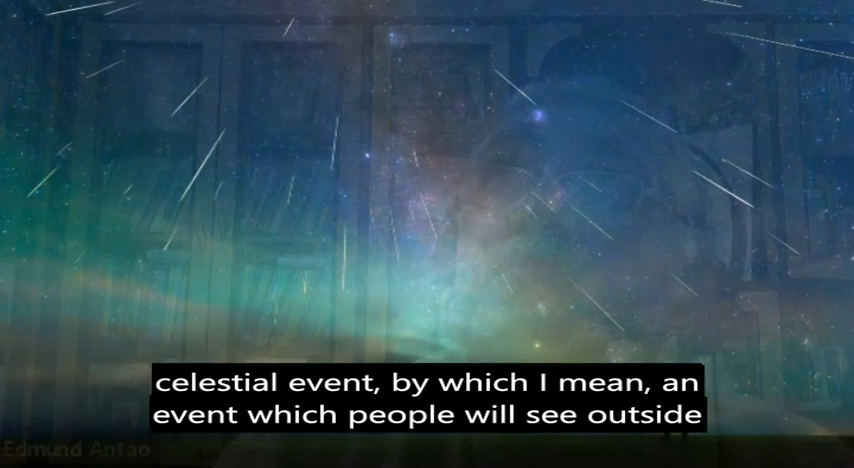 celestial event, by which I mean, an
event which people will see outside
Edmund Antao